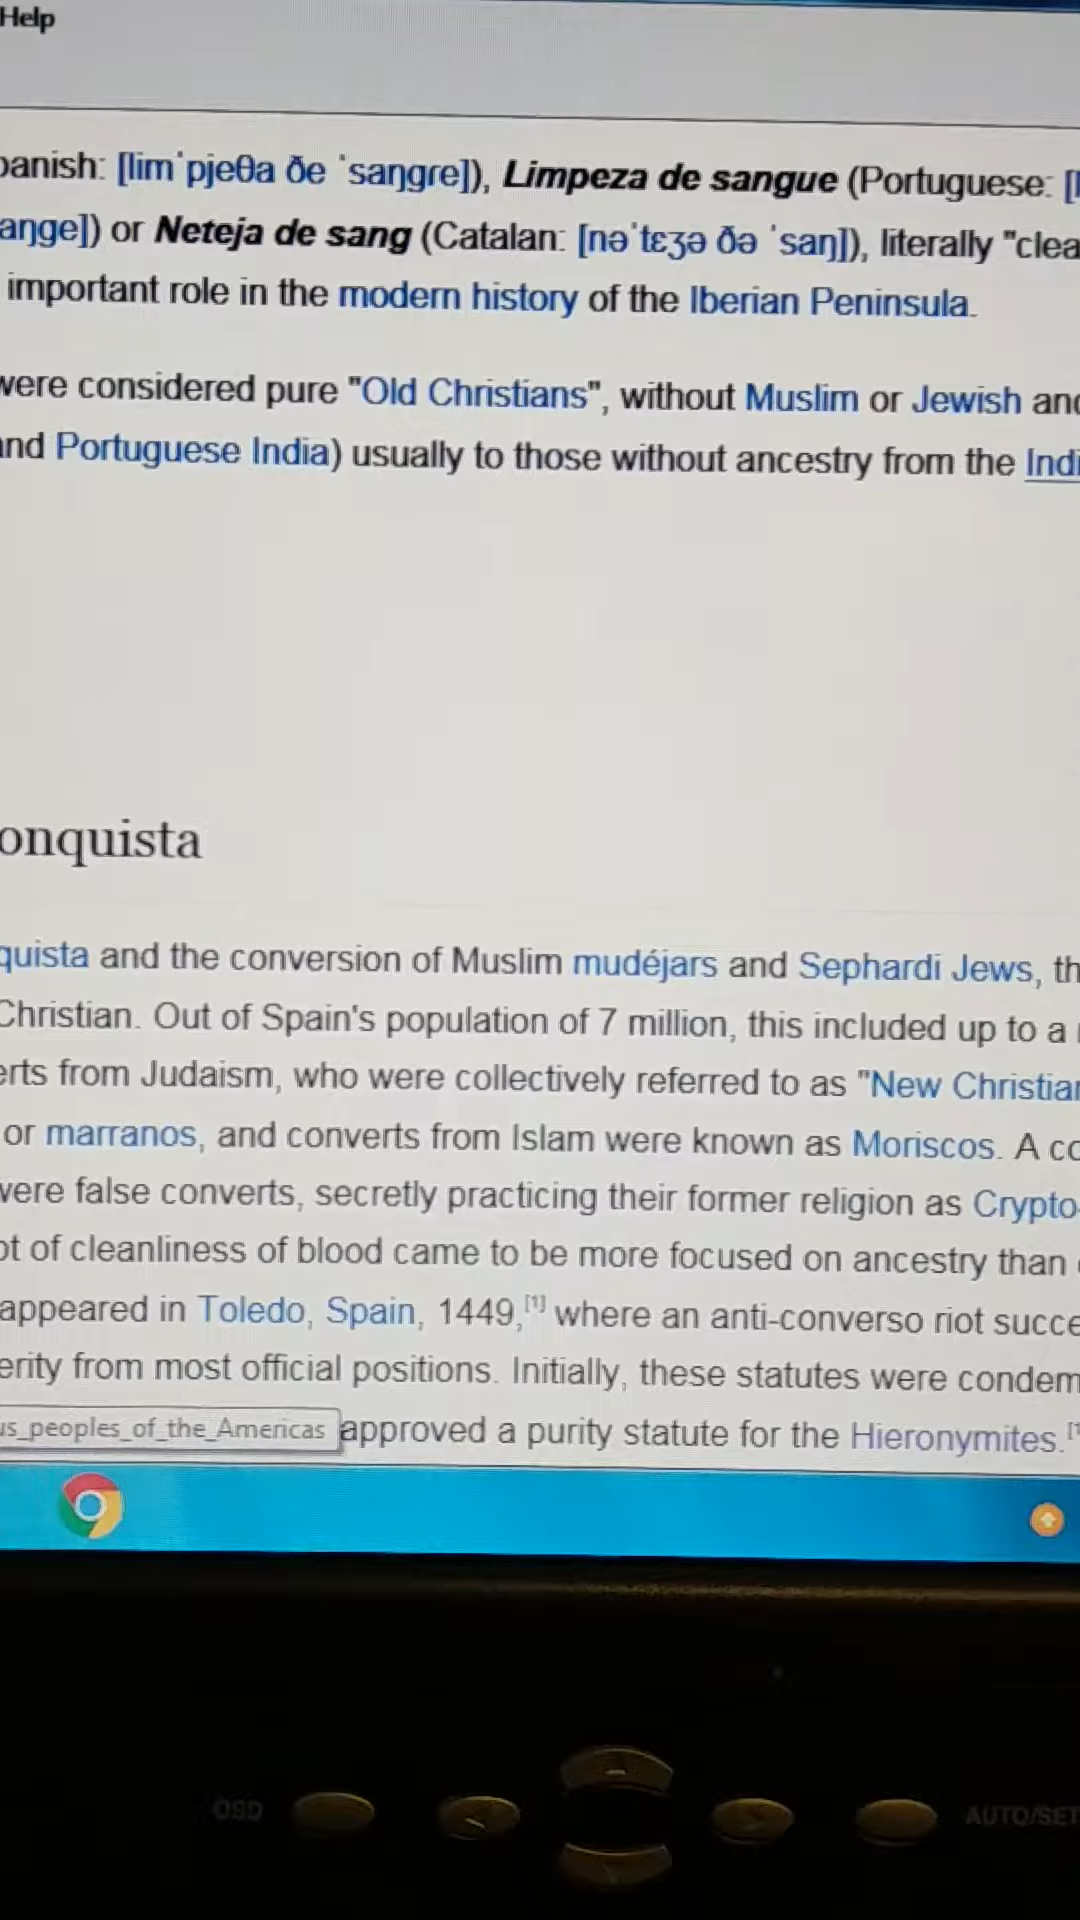 Help
panish: [limˈpjeθa ðe ˈsaŋɡɾe]), Limpeza de sangue (Portuguese: [l
aŋge]) or Neteja de sang (Catalan: [nəˈtɛʒə ðə ˈsaŋ]), literally "clea
important role in the modern history of the Iberian Peninsula.
were considered pure "Old Christians", without Muslim or Jewish and
and Portuguese India) usually to those without ancestry from the Indi
onquista
quista and the conversion of Muslim mudéjars and Sephardi Jews, th
Christian. Out of Spain's population of 7 million, this included up to a
erts from Judaism, who were collectively referred to as "New Christian
or marranos, and converts from Islam were known as Moriscos. A co
were false converts, secretly practicing their former religion as Crypto-
ot of cleanliness of blood came to be more focused on ancestry than
appeared in Toledo, Spain, 1449,[1] where an anti-converso riot succe
erity from most official positions. Initially, these statutes were condem
us_peoples_of_the_Americas approved a purity statute for the Hieronymites.
OSD AUTO/SET